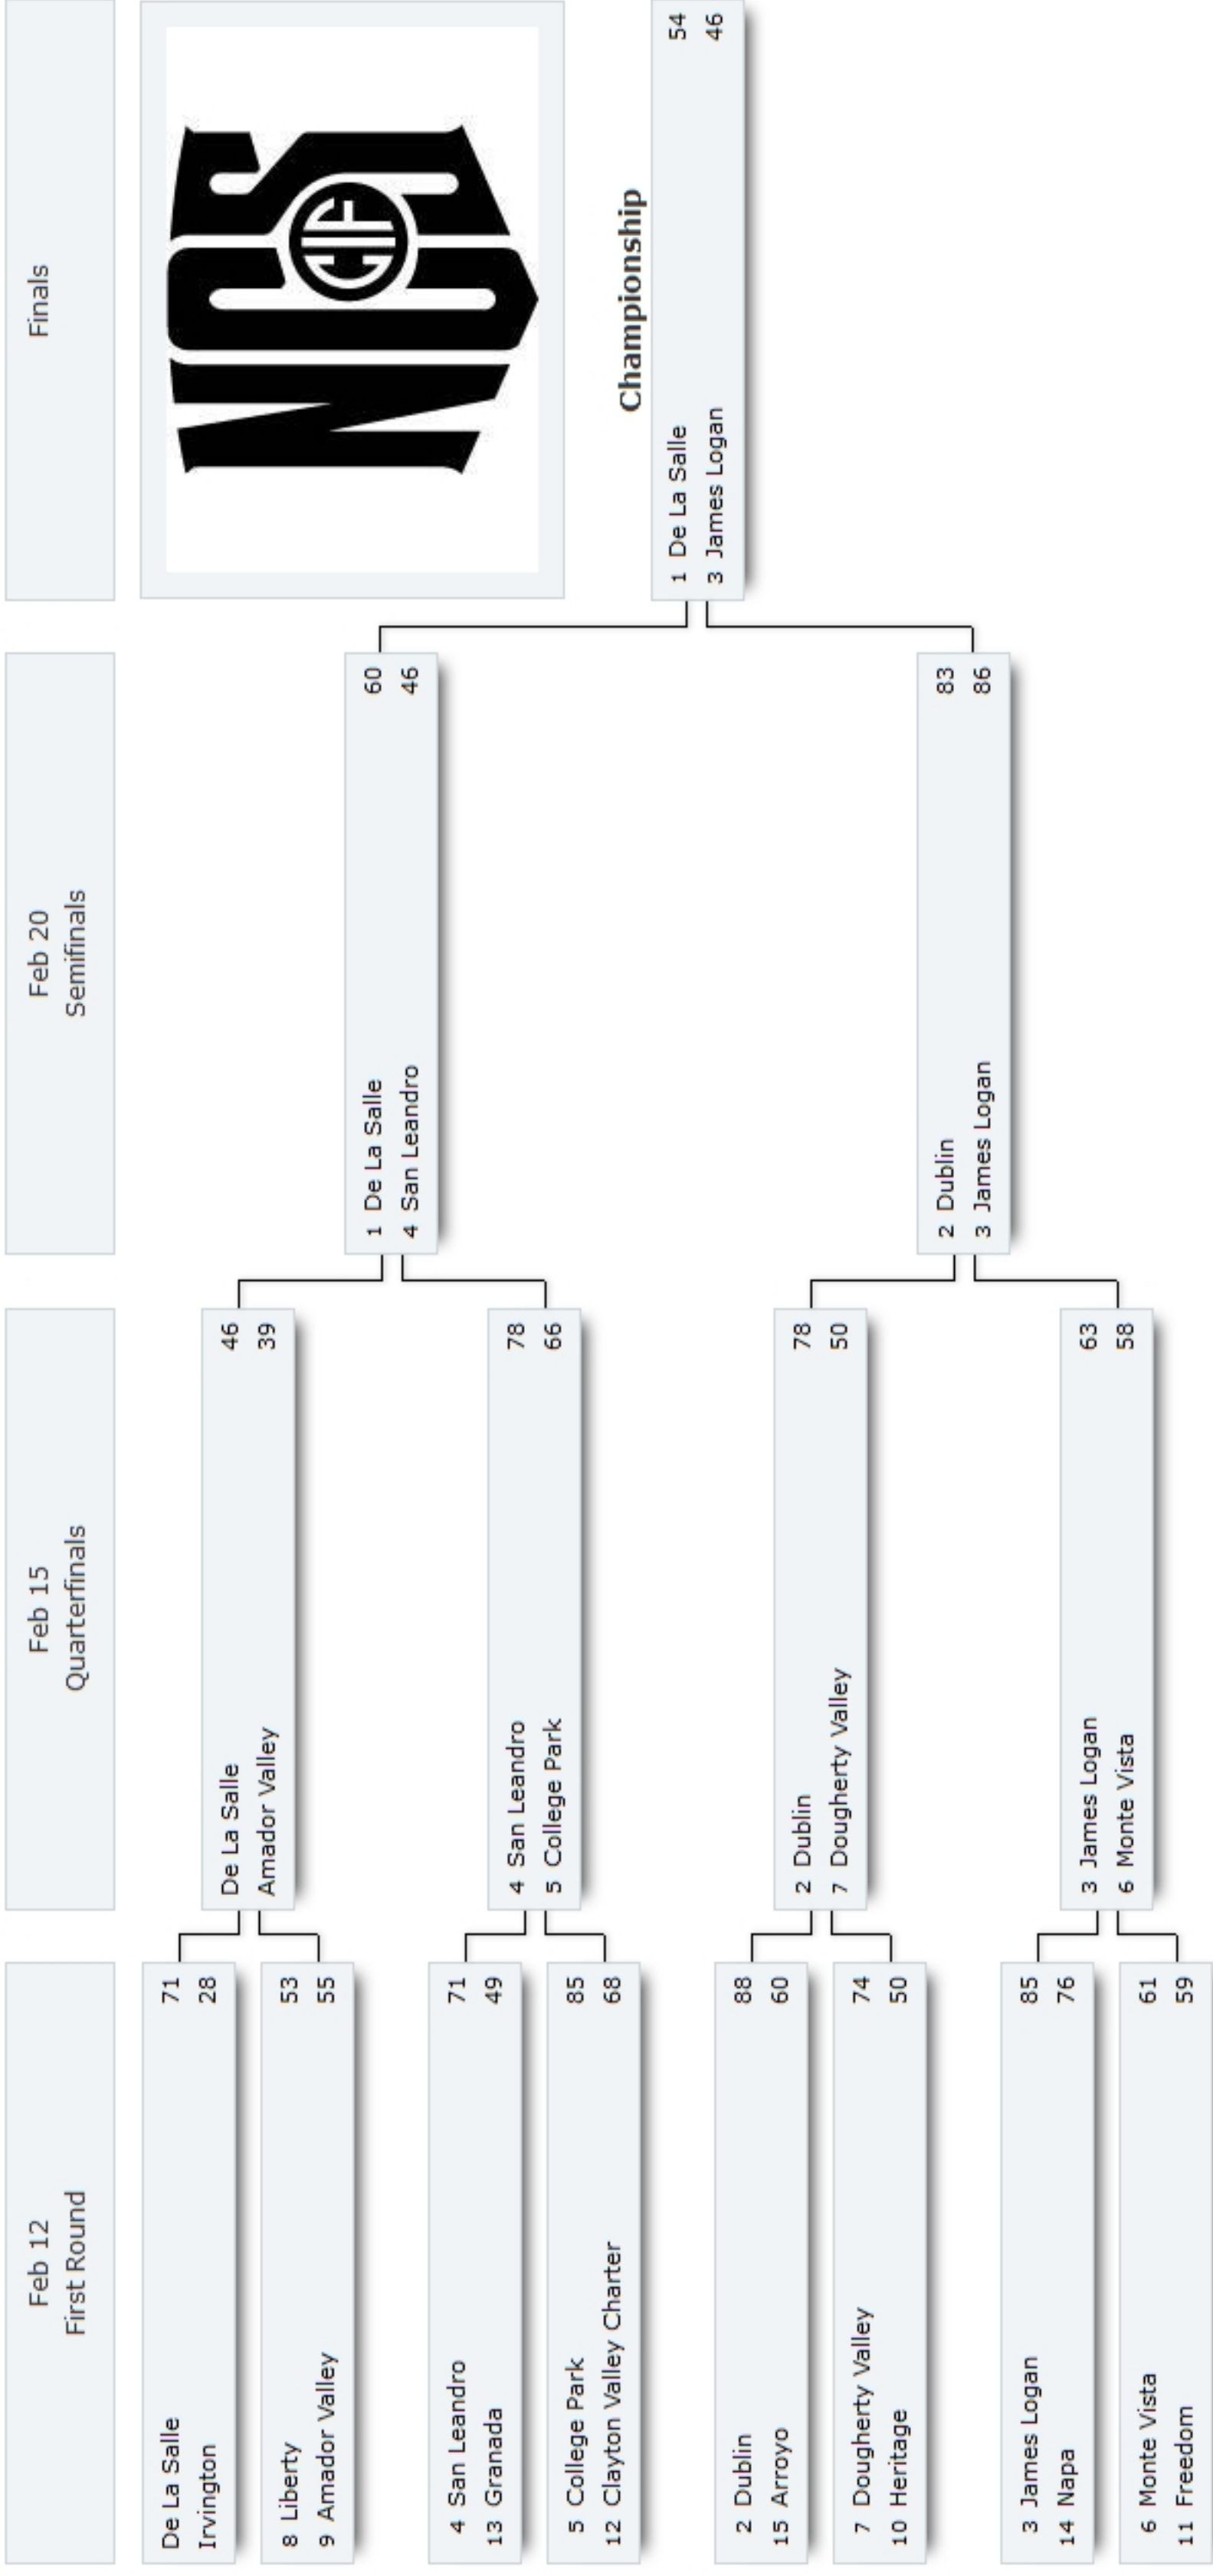 Feb 12
First Round
Feb 15
Quarterfinals
Feb 20
Semifinals
Finals
De La Salle 71
Irvington 28
8 Liberty 53
9 Amador Valley 55
4 San Leandro 71
13 Granada 49
5 College Park 85
12 Clayton Valley Charter 68
2 Dublin 88
15 Arroyo 60
7 Dougherty Valley 74
10 Heritage 50
3 James Logan 85
14 Napa 76
6 Monte Vista 61
11 Freedom 59
De La Salle 46
Amador Valley 39
4 San Leandro 78
5 College Park 66
2 Dublin 78
7 Dougherty Valley 50
3 James Logan 63
6 Monte Vista 58
1 De La Salle 60
4 San Leandro 46
2 Dublin 83
3 James Logan 86
NCS
CIF
Championship
1 De La Salle 54
3 James Logan 46